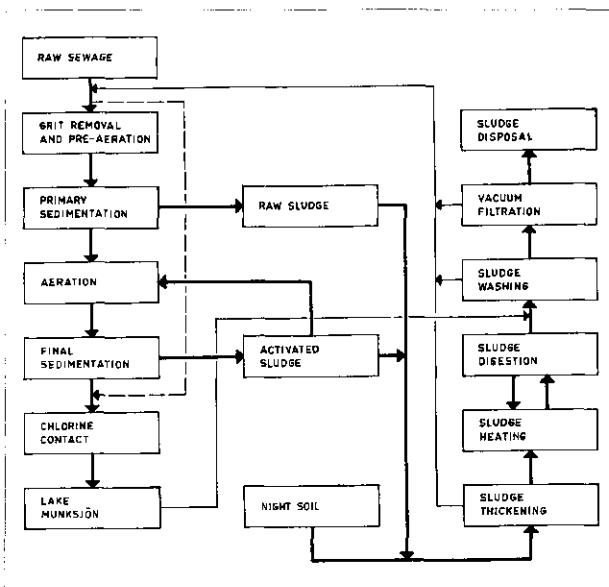 RAW SEWAGE
GRIT REMOVAL
AND PRE-AERATION
PRIMARY
SEDIMENTATION
AERATION
FINAL
SEDIMENTATION
CHLORINE
CONTACT
LAKE
MUNKSJÖN
RAW SLUDGE
ACTIVATED
SLUDGE
NIGHT SOIL
SLUDGE
DISPOSAL
VACUUM
FILTRATION
SLUDGE
WASHING
SLUDGE
DIGESTION
SLUDGE
HEATING
SLUDGE
THICKENING